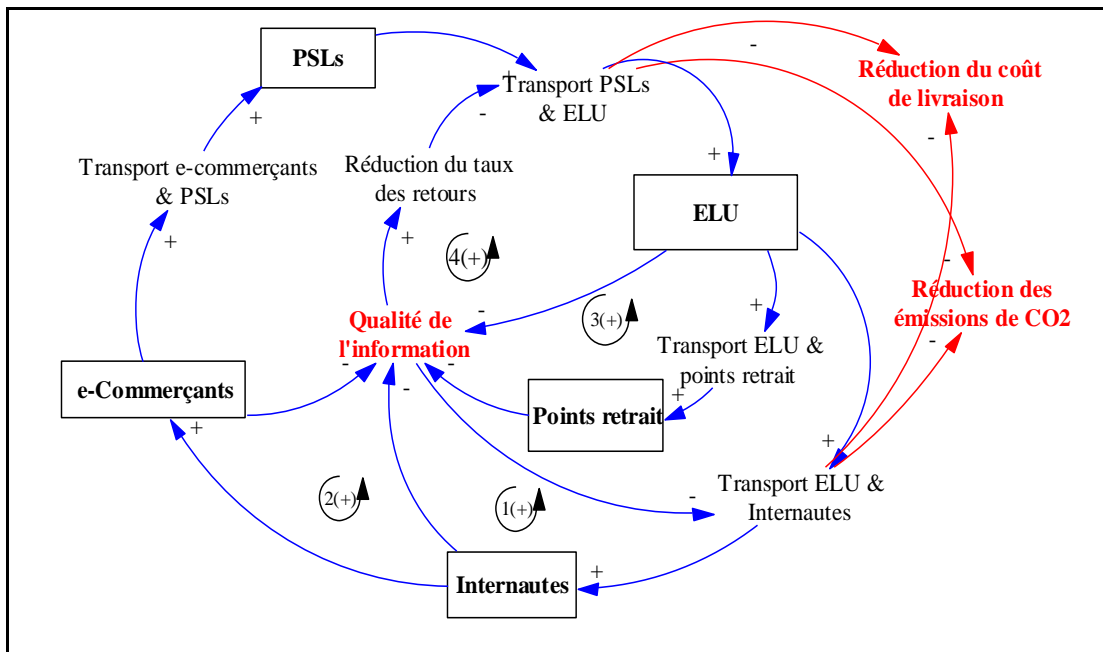 PSLs
-
+
Réduction du coût
de livraison
Transport PSLs
& ELU
+
-
-
Transport e-commerçants
& PSLs
Réduction du taux
des retours
+
ELU
+
+
4(+)
-
+
Réduction des
émissions de CO2
-
3(+)
Qualité de
l'information
-
Transport ELU &
points retrait
-
-
-
e-Commerçants
+
Points retrait
+
+
2(+)
1(+)
-
Transport ELU &
Internautes
Internautes
+